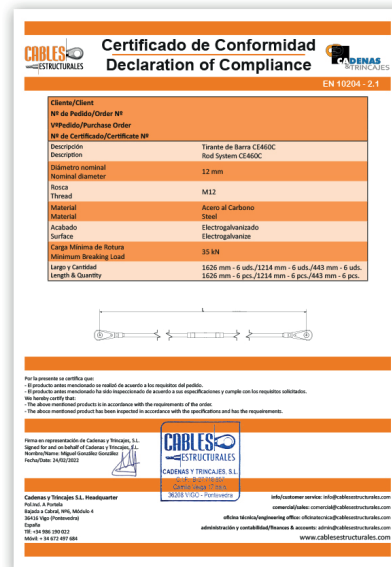 CABLES
ESTRUCTURALES
Certificado de Conformidad
Declaration of Compliance
CADENAS
&TRINCAJES
EN 10204 - 2.1
Cliente/Client
Nº de Pedido/Order Nº
VºPedido/Purchase Order
Nº de Certificado/Certificate Nº
Descripción Tirante de Barra CE460C
Description Rod System CE460C
Diámetro nominal 12 mm
Nominal diameter
Rosca M12
Thread
Material Acero al Carbono
Material Steel
Acabado Electrogalvanizado
Surface Electrogalvanize
Carga Mínima de Rotura 35 kN
Minimum Breaking Load
Largo y Cantidad 1626 mm - 6 uds./1214 mm - 6 uds./443 mm - 6 uds.
Length & Quantity 1626 mm - 6 pcs./1214 mm - 6 pcs./443 mm - 6 pcs.
L
Por la presente se certifica que:
- El producto antes mencionado se realizó de acuerdo a los requisitos del pedido.
- El producto antes mencionado ha sido inspeccionado de acuerdo a sus especificaciones y cumple con los requisitos solicitados.
We hereby certify that:
- The above mentioned products is in accordance with the requirements of the order.
- The above mentioned product has been inspected in accordance with the specifications and has the requirements.
Firma en representación de Cadenas y Trincajes, S.L.
Signed for and on behalf of Cadenas y Trincajes, S.L.
Nombre/Name: Miguel González González
Fecha/Date: 24/02/2022
CABLES
ESTRUCTURALES
CADENAS Y TRINCAJES, S.L.
36208 VIGO - Pontevedra
Cadenas y Trincajes S.L. Headquarter
Pol.Ind. A Portela
Bajada a Cabral, Nº6, Módulo 4
36416 Vigo (Pontevedra)
España
Tlf: +34 986 190 022
Móvil: + 34 672 497 684
info/customer service: info@cablesestructurales.com
comercial/sales: comercial@cablesestructurales.com
oficina técnica/engineering office: oficinatecnica@cablesestructurales.com
administración y contabilidad/finances & accounts: admin@cablesestructurales.com
www.cablesestructurales.com